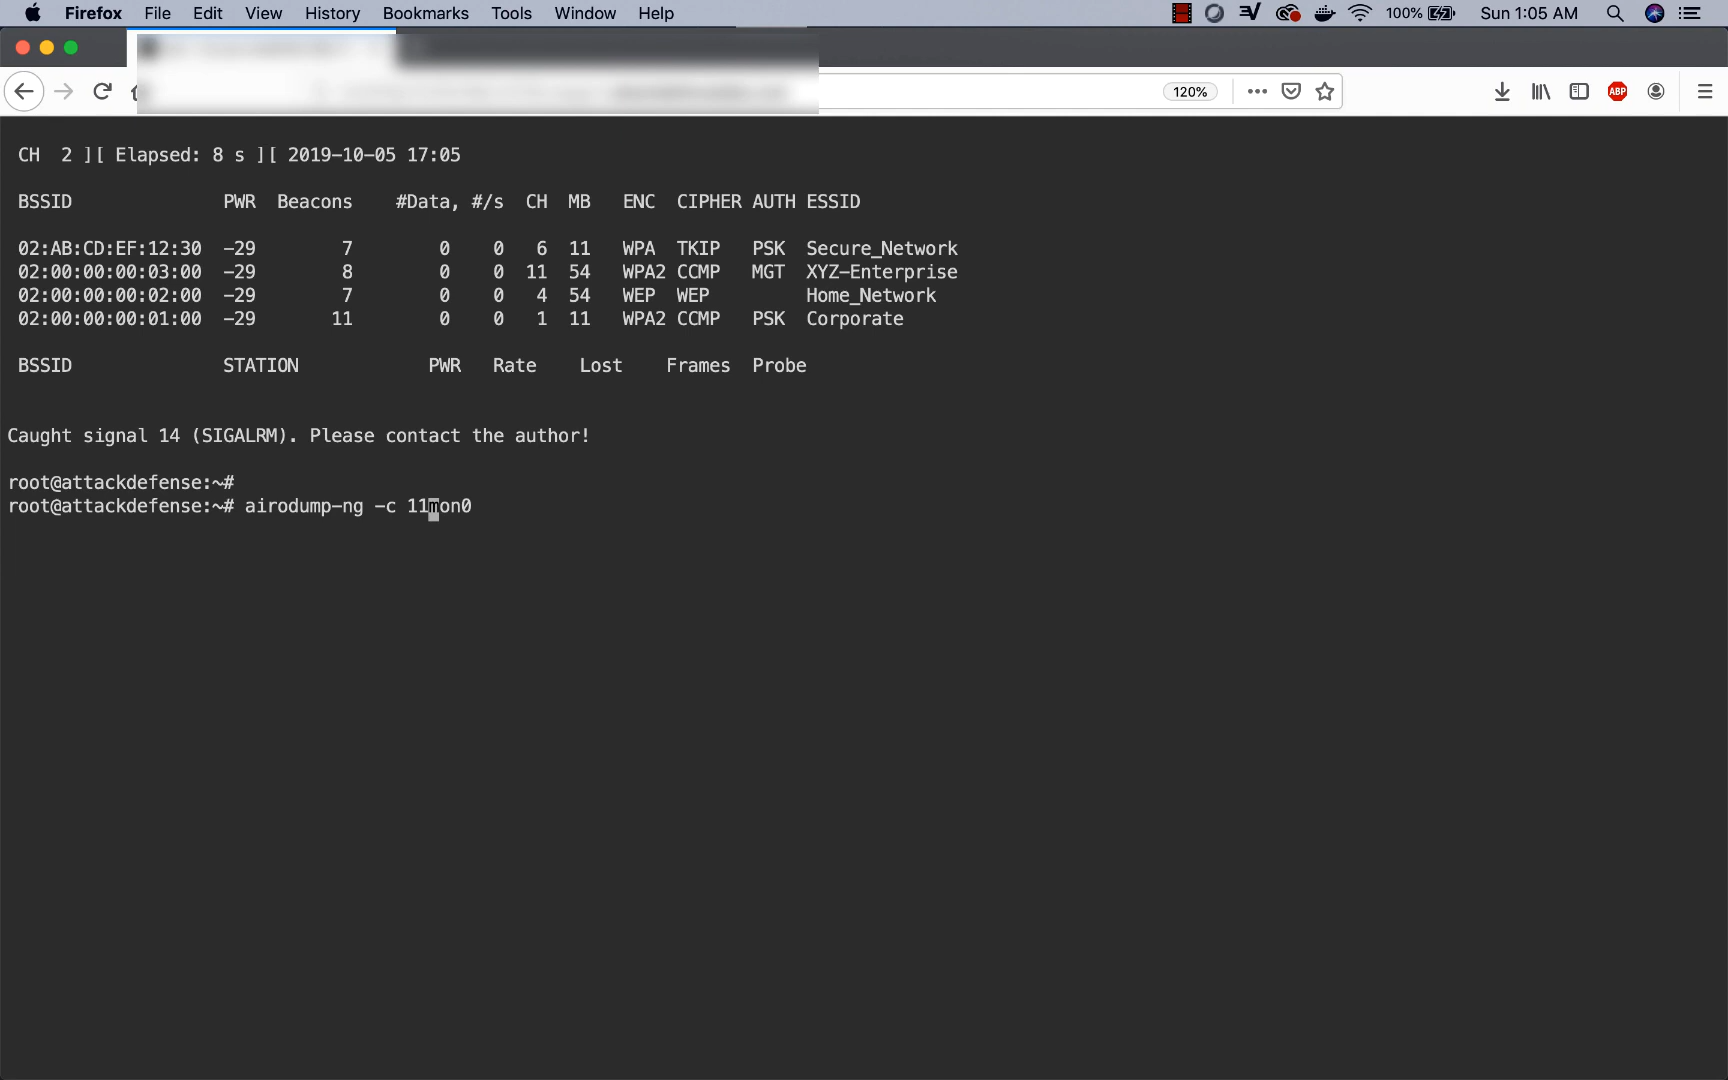 Firefox File Edit View History Bookmarks Tools Window Help 100% Sun 1:05 AM
120% ABP
CH 2 ][ Elapsed: 8 s ][ 2019-10-05 17:05
BSSID PWR Beacons #Data, #/s CH MB ENC CIPHER AUTH ESSID
02:AB:CD:EF:12:30 -29 7 0 0 6 11 WPA TKIP PSK Secure_Network
02:00:00:00:03:00 -29 8 0 0 11 54 WPA2 CCMP MGT XYZ-Enterprise
02:00:00:00:02:00 -29 7 0 0 4 54 WEP WEP Home_Network
02:00:00:00:01:00 -29 11 0 0 1 11 WPA2 CCMP PSK Corporate
BSSID STATION PWR Rate Lost Frames Probe
Caught signal 14 (SIGALRM). Please contact the author!
root@attackdefense:~#
root@attackdefense:~# airodump-ng -c 11mon0